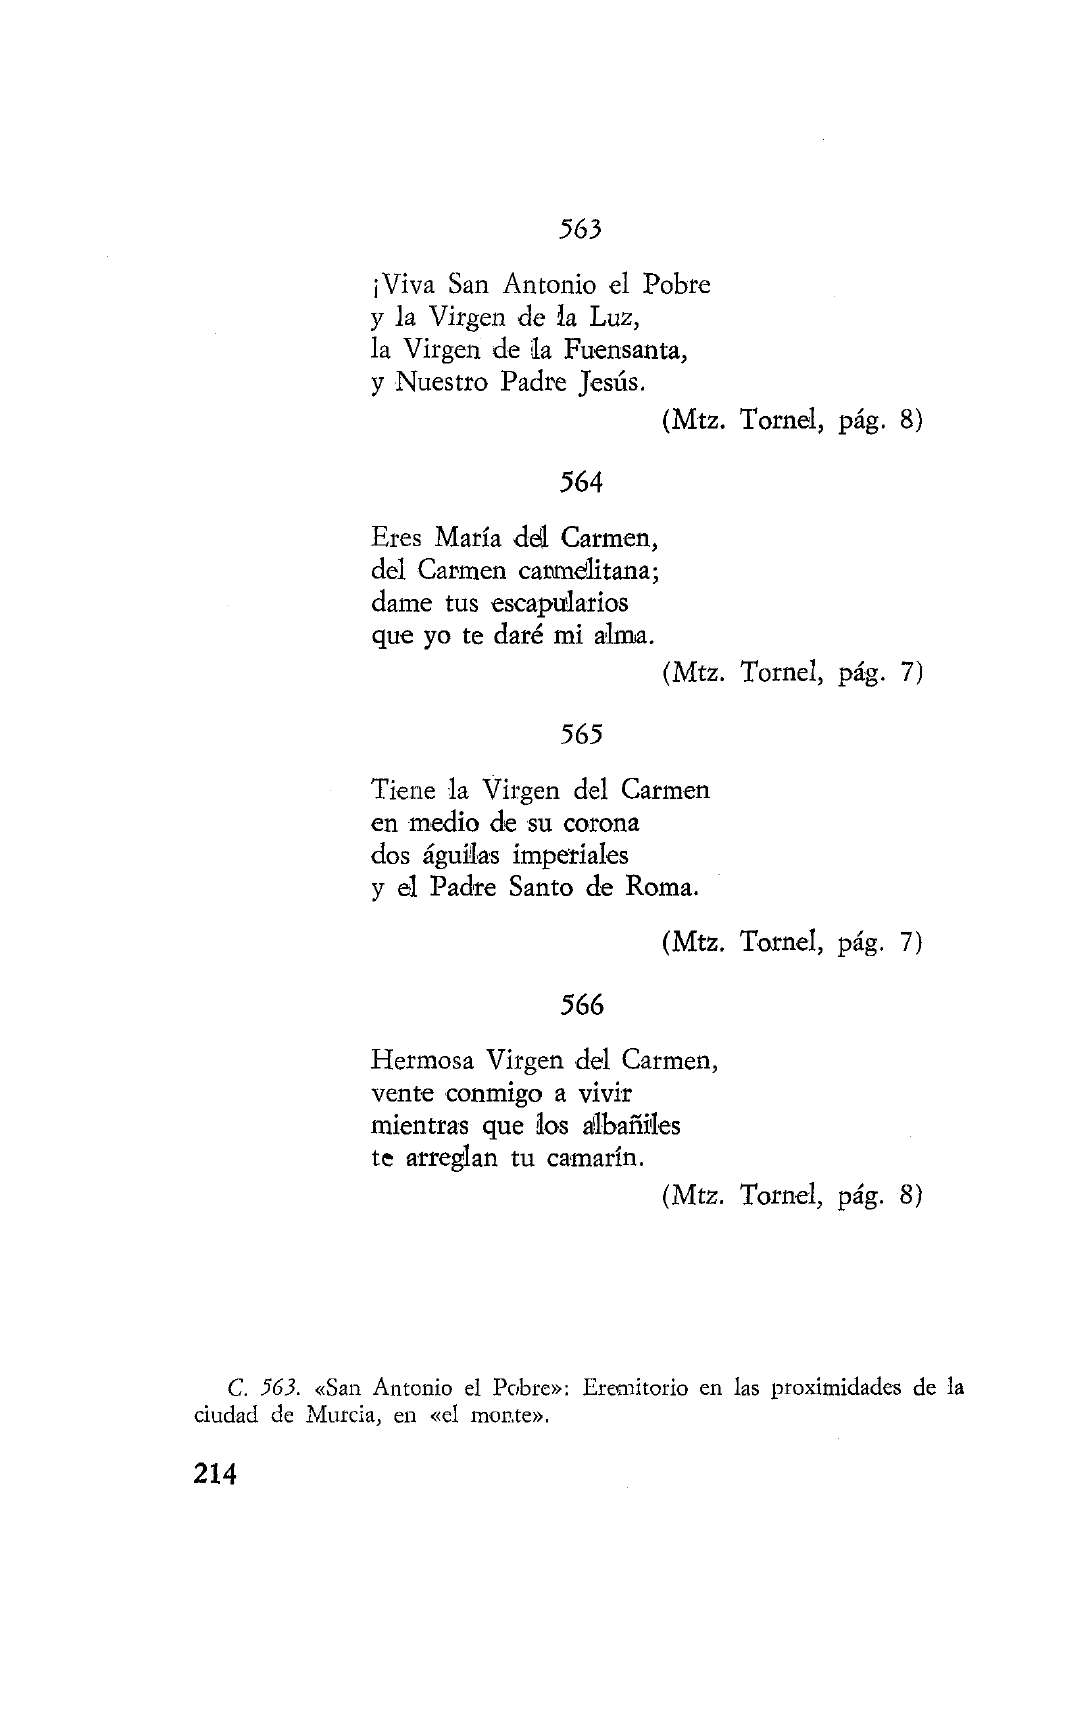 563
¡Viva San Antonio el Pobre
y la Virgen de la Luz,
la Virgen de la Fuensanta,
y Nuestro Padre Jesús.
(Mtz. Tornel, pág. 8)
564
Eres María del Carmen,
del Carmen carmelitana;
dame tus escapularios
que yo te daré mi alma.
(Mtz. Tornel, pág. 7)
565
Tiene la Virgen del Carmen
en medio de su corona
dos águilas imperiales
y el Padre Santo de Roma.
(Mtz. Tornel, pág. 7)
566
Hermosa Virgen del Carmen,
vente conmigo a vivir
mientras que los albañiles
te arreglan tu camarín.
(Mtz. Tornel, pág. 8)
C. 563. «San Antonio el Pobre»: Eremitorio en las proximidades de la
ciudad de Murcia, en «el monte».
214